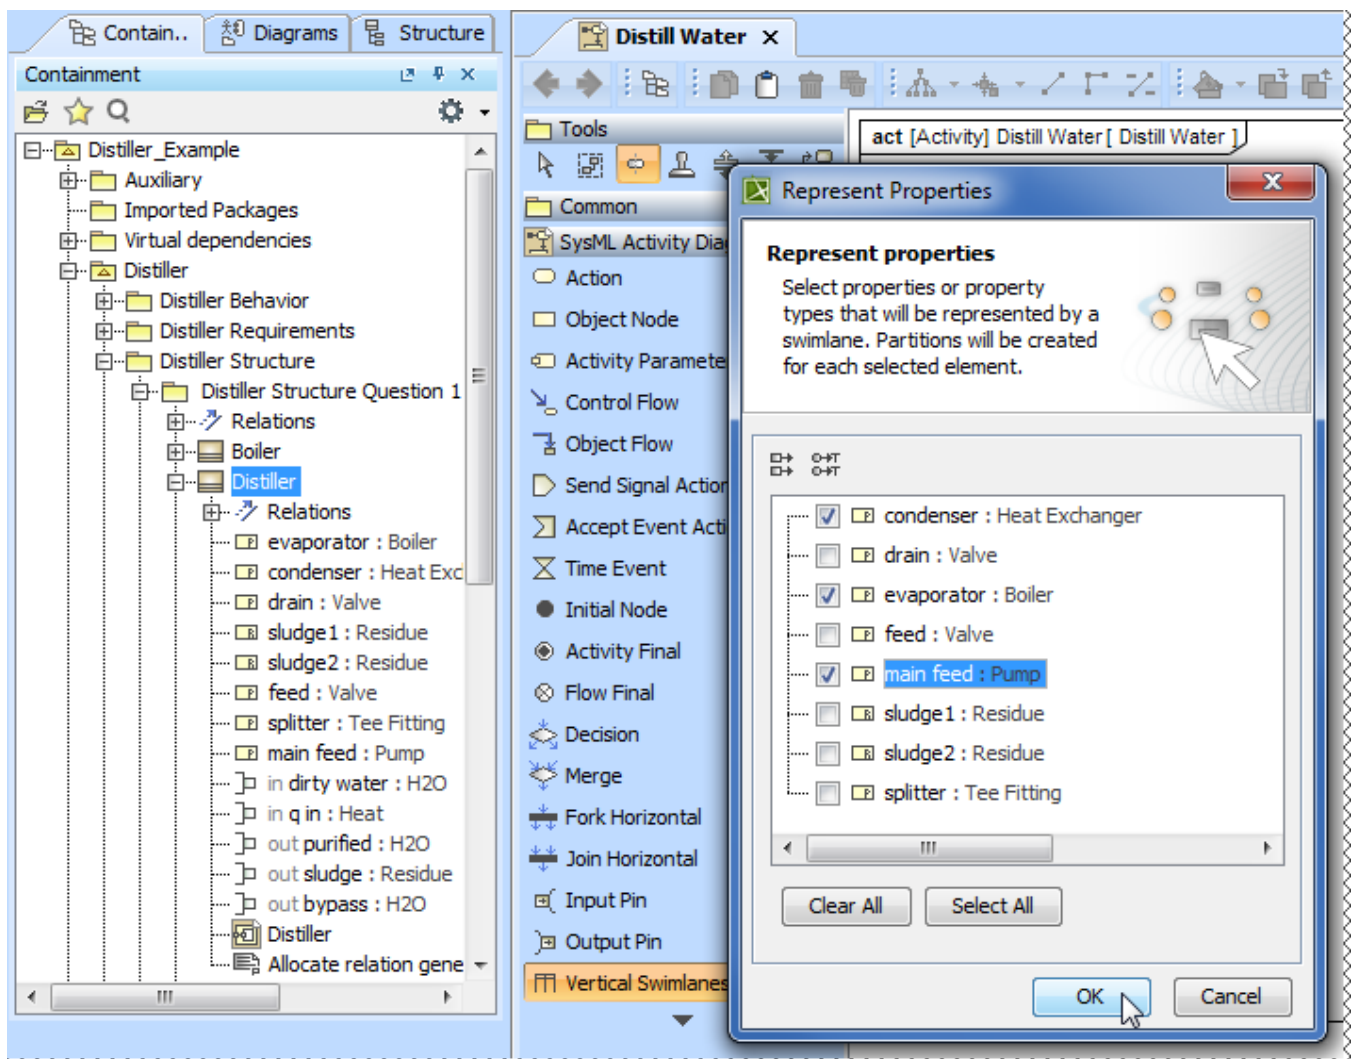 Contain..
Diagrams
Structure
Containment
Distiller_Example
Auxiliary
Imported Packages
Virtual dependencies
Distiller
Distiller Behavior
Distiller Requirements
Distiller Structure
Distiller Structure Question 1
Relations
Boiler
Distiller
Relations
evaporator : Boiler
condenser : Heat Exc
drain : Valve
sludge1 : Residue
sludge2 : Residue
feed : Valve
splitter : Tee Fitting
main feed : Pump
in dirty water : H2O
in q in : Heat
out purified : H2O
out sludge : Residue
out bypass : H2O
Distiller
Allocate relation gene
Distill Water
Tools
Common
SysML Activity Dia
Action
Object Node
Activity Paramete
Control Flow
Object Flow
Send Signal Action
Accept Event Acti
Time Event
Initial Node
Activity Final
Flow Final
Decision
Merge
Fork Horizontal
Join Horizontal
Input Pin
Output Pin
Vertical Swimlanes
act [Activity] Distill Water [ Distill Water ]
Represent Properties
Represent properties
Select properties or property
types that will be represented by a
swimlane. Partitions will be created
for each selected element.
condenser : Heat Exchanger
drain : Valve
evaporator : Boiler
feed : Valve
main feed : Pump
sludge1 : Residue
sludge2 : Residue
splitter : Tee Fitting
Clear All
Select All
OK
Cancel